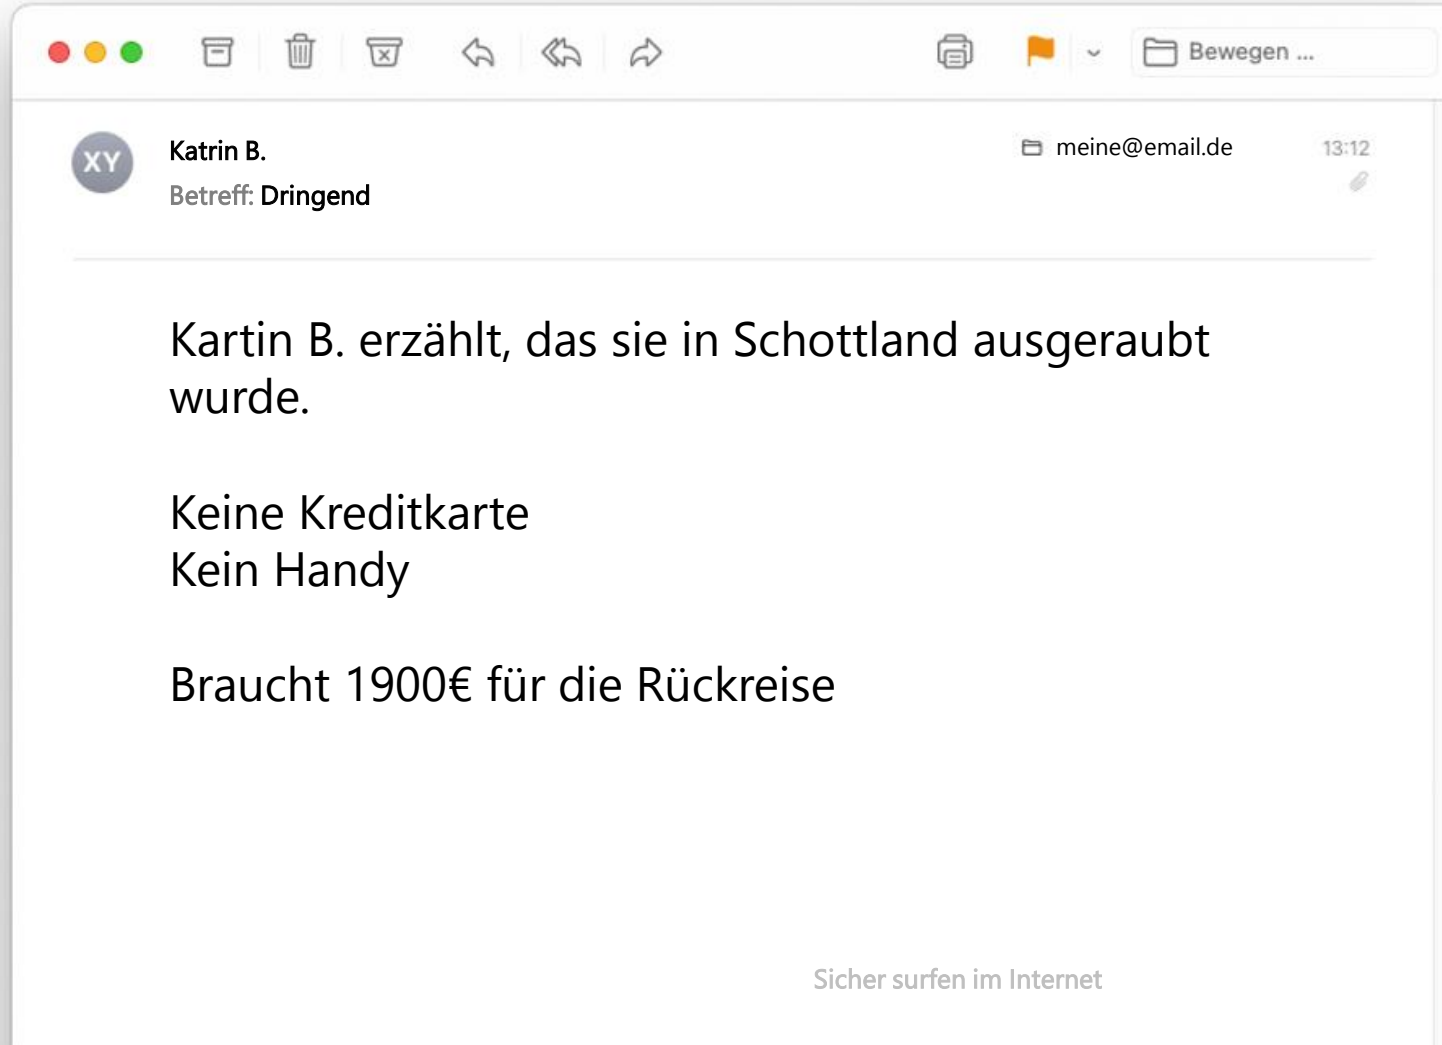 Bewegen ...
XY
Katrin B.
meine@email.de
13:12
Betreff: Dringend
Kartin B. erzählt, das sie in Schottland ausgeraubt
wurde.
Keine Kreditkarte
Kein Handy
Braucht 1900€ für die Rückreise
Sicher surfen im Internet